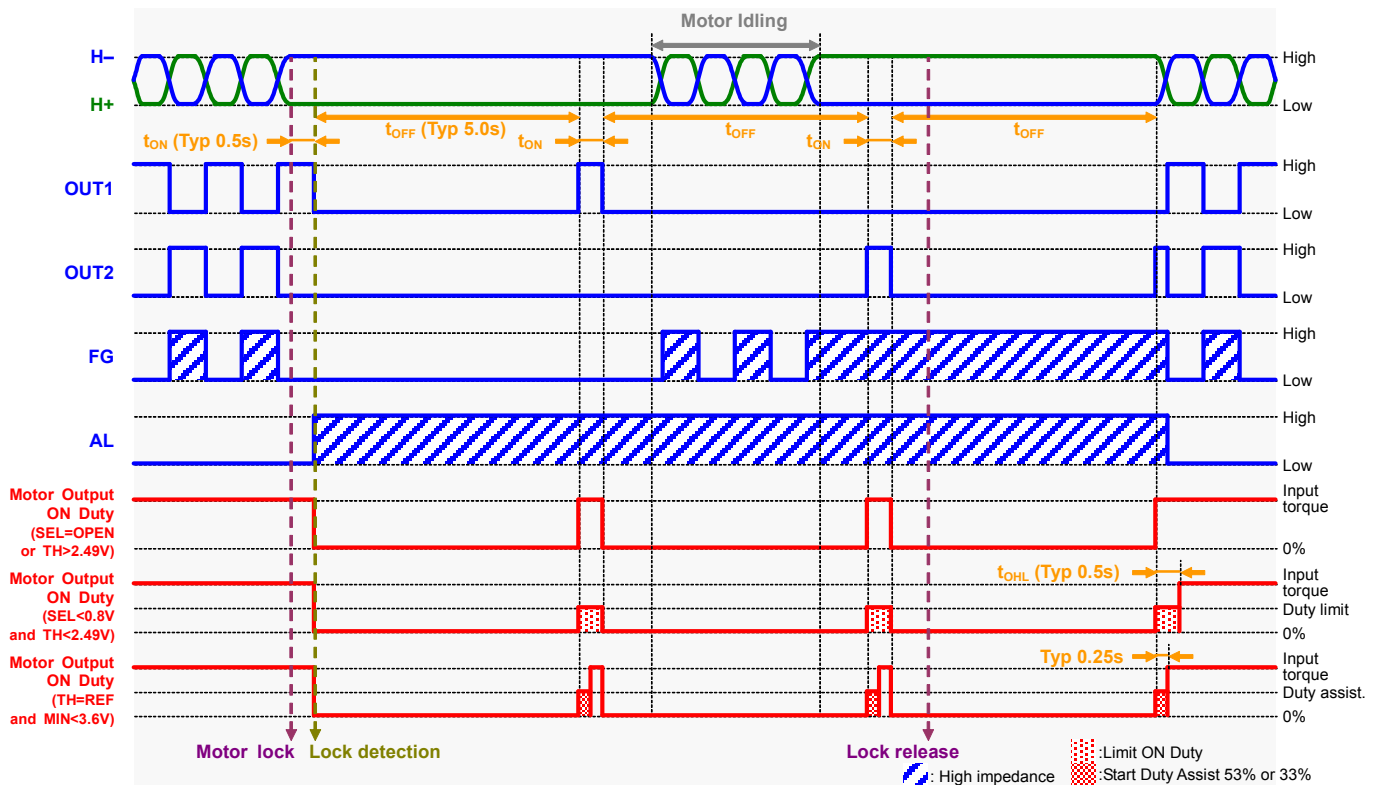 Motor Idling
H–
High
H+
Low
tON (Typ 0.5s)
tOFF (Typ 5.0s)
tON
tOFF
tON
tOFF
OUT1
High
Low
OUT2
High
Low
FG
High
Low
AL
High
Low
Motor Output
ON Duty
(SEL=OPEN
or TH>2.49V)
Input
torque
0%
Motor Output
ON Duty
(SEL<0.8V
and TH<2.49V)
tOHL (Typ 0.5s)
Input
torque
Duty limit
0%
Motor Output
ON Duty
(TH=REF
and MIN<3.6V)
Typ 0.25s
Input
torque
Duty assist.
0%
Motor lock
Lock detection
Lock release
: High impedance
:Limit ON Duty
:Start Duty Assist 53% or 33%